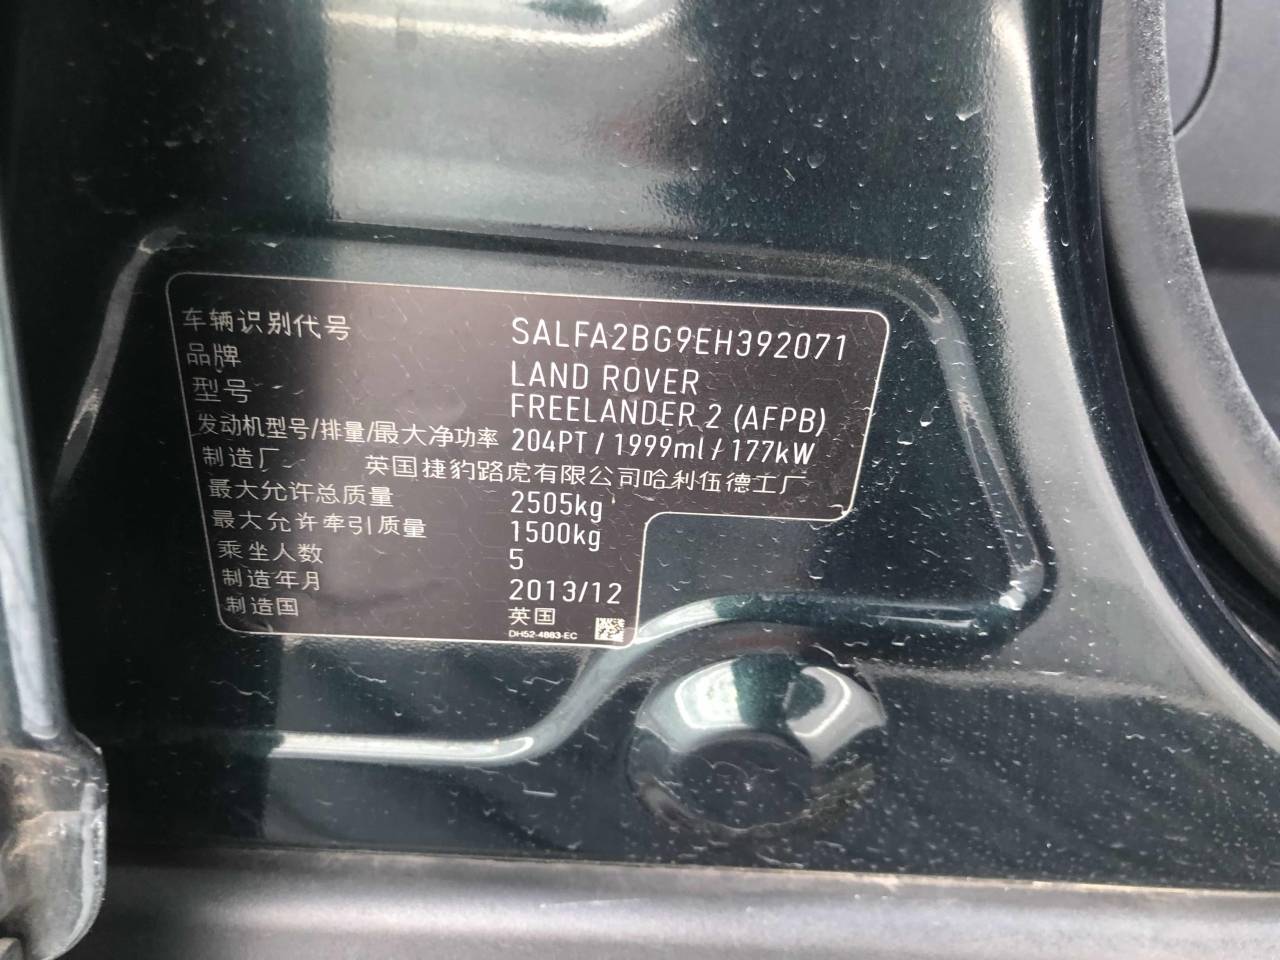 车辆识别代号 SALFA2BG9EH392071
品牌 LAND ROVER
型号 FREELANDER 2 (AFPB)
发动机型号/排量/最大净功率 204PT / 1999ml / 177kW
制造厂 英国捷豹路虎有限公司哈利伍德工厂
最大允许总质量 2505kg
最大允许牵引质量 1500kg
乘坐人数 5
制造年月 2013/12
制造国 英国
DH52-4883-EC